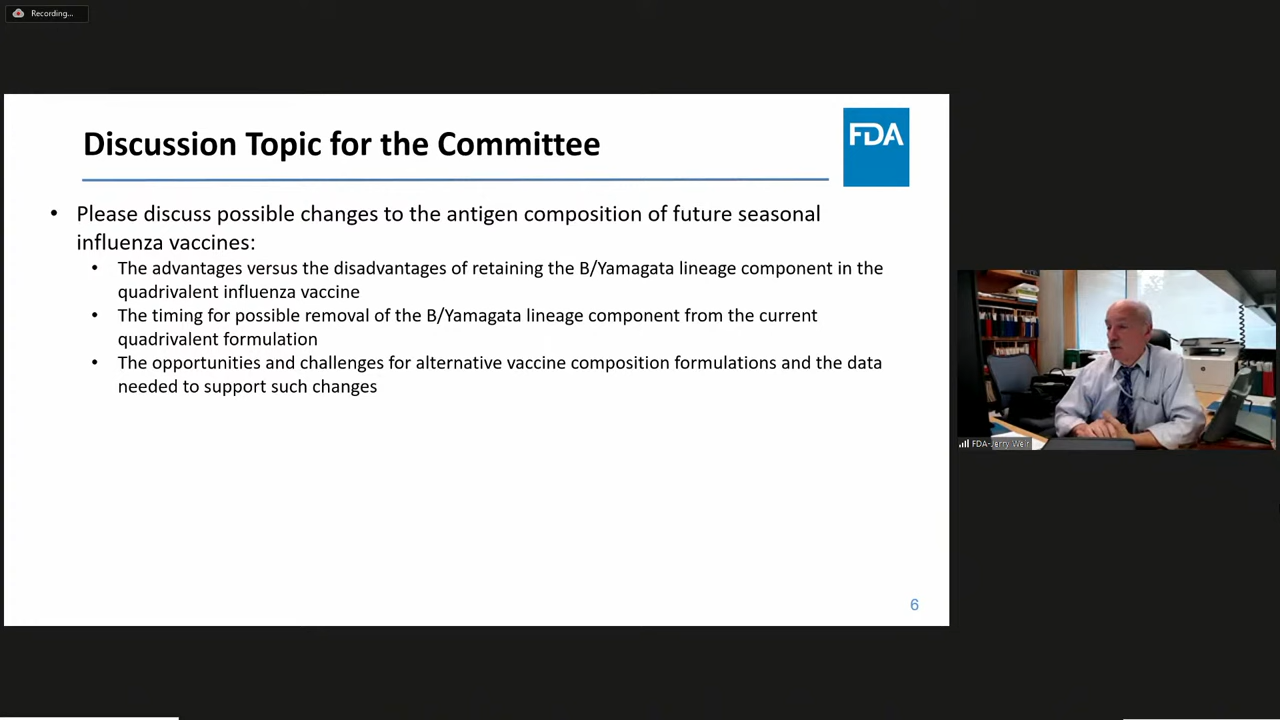 Recording...
Discussion Topic for the Committee
FDA
• Please discuss possible changes to the antigen composition of future seasonal
influenza vaccines:
• The advantages versus the disadvantages of retaining the B/Yamagata lineage component in the
quadrivalent influenza vaccine
• The timing for possible removal of the B/Yamagata lineage component from the current
quadrivalent formulation
• The opportunities and challenges for alternative vaccine composition formulations and the data
needed to support such changes
FDA-Jerry Weir
6